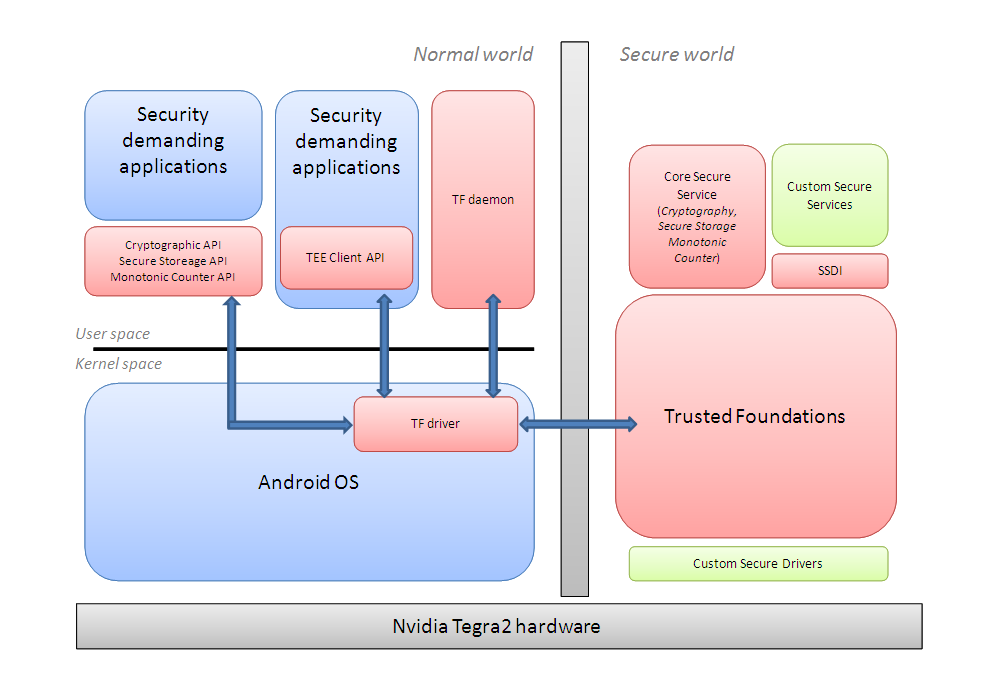 Normal world
Secure world
Security
demanding
applications
Security
demanding
applications
TF daemon
Cryptographic API
Secure Storeage API
Monotonic Counter API
TEE Client API
Core Secure
Service
(Cryptography,
Secure Storage
Monotonic
Counter)
Custom Secure
Services
SSDI
User space
Kernel space
TF driver
Android OS
Trusted Foundations
Custom Secure Drivers
Nvidia Tegra2 hardware